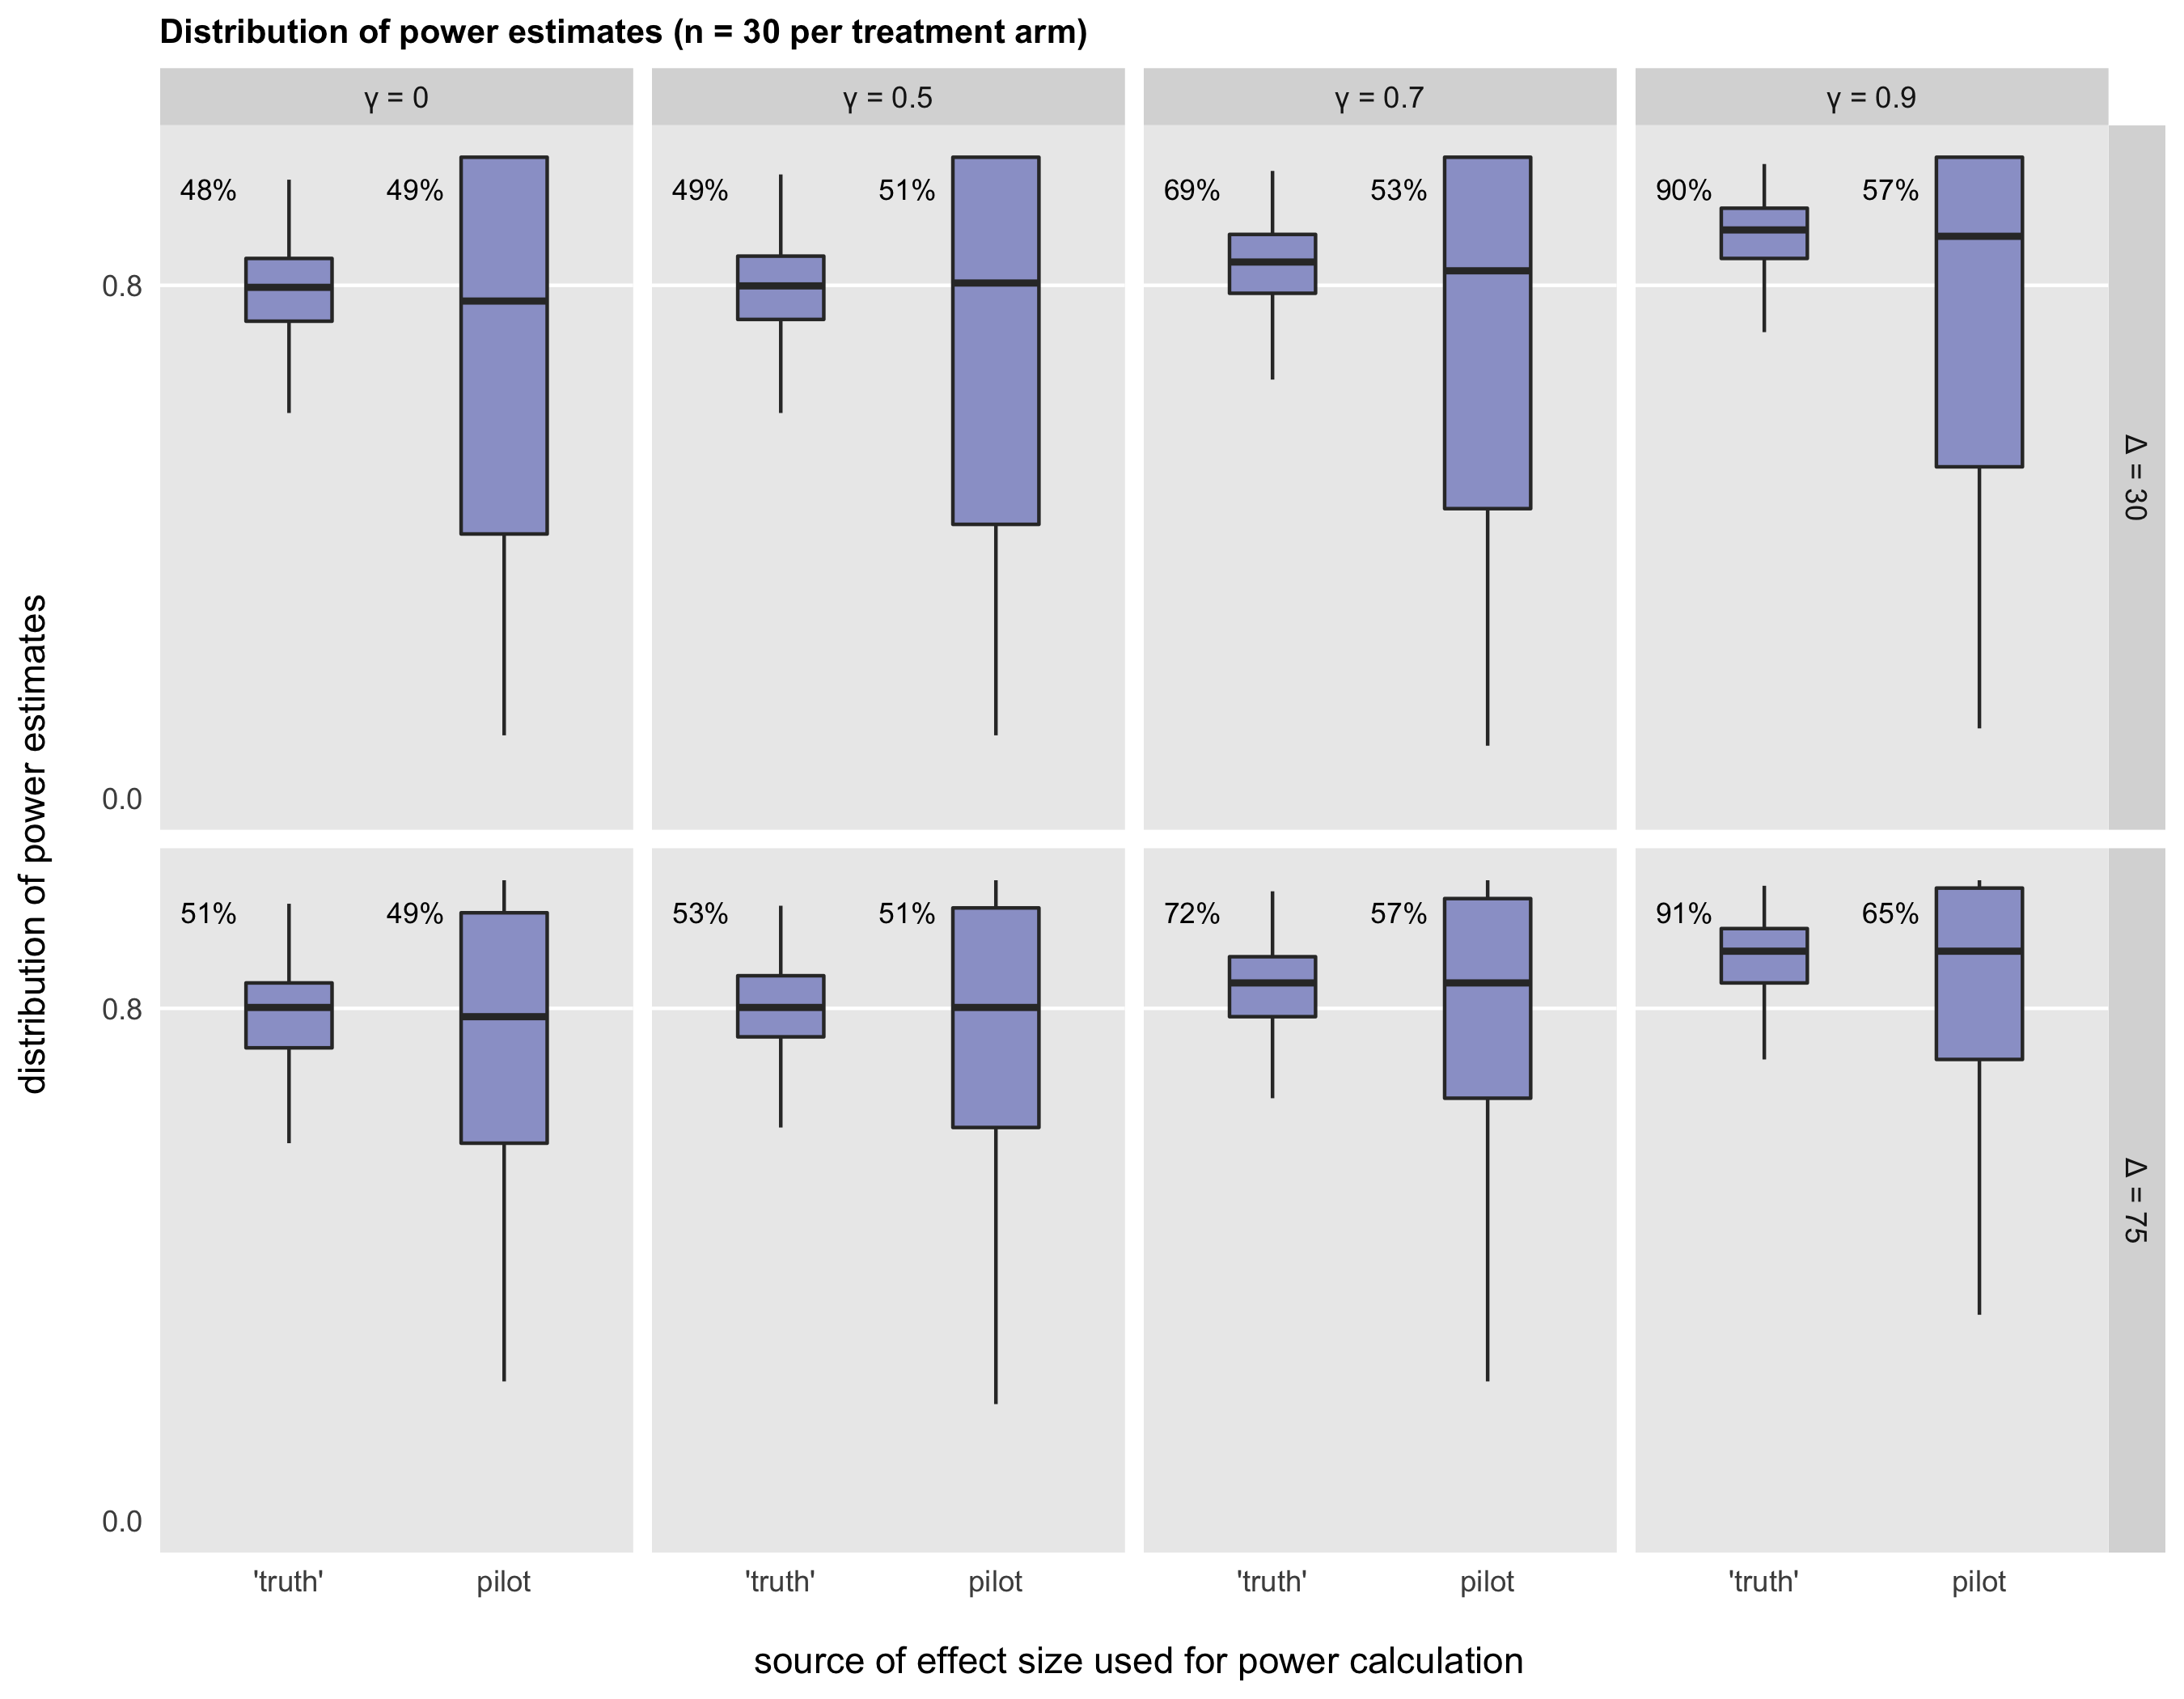 Distribution of power estimates (n = 30 per treatment arm)
γ = 0
γ = 0.5
γ = 0.7
γ = 0.9
48%
49%
49%
51%
69%
53%
90%
57%
0.8
0.0
Δ = 30
distribution of power estimates
51%
49%
53%
51%
72%
57%
91%
65%
0.8
0.0
Δ = 75
'truth'
pilot
'truth'
pilot
'truth'
pilot
'truth'
pilot
source of effect size used for power calculation